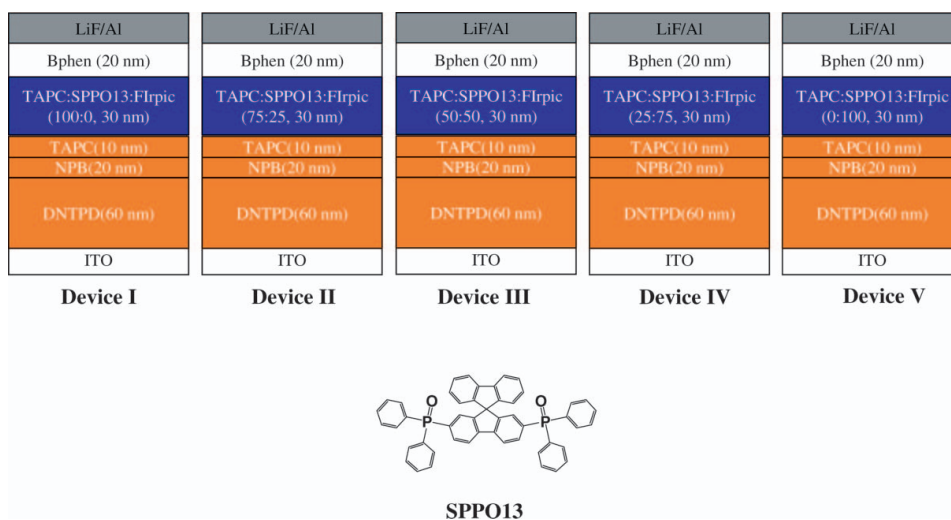 LiF/Al
Bphen (20 nm)
TAPC:SPPO13:FIrpic
(100:0, 30 nm)
TAPC(10 nm)
NPB(20 nm)
DNTPD(60 nm)
ITO
Device I
LiF/Al
Bphen (20 nm)
TAPC:SPPO13:FIrpic
(75:25, 30 nm)
TAPC(10 nm)
NPB(20 nm)
DNTPD(60 nm)
ITO
Device II
LiF/Al
Bphen (20 nm)
TAPC:SPPO13:FIrpic
(50:50, 30 nm)
TAPC(10 nm)
NPB(20 nm)
DNTPD(60 nm)
ITO
Device III
LiF/Al
Bphen (20 nm)
TAPC:SPPO13:FIrpic
(25:75, 30 nm)
TAPC(10 nm)
NPB(20 nm)
DNTPD(60 nm)
ITO
Device IV
LiF/Al
Bphen (20 nm)
TAPC:SPPO13:FIrpic
(0:100, 30 nm)
TAPC(10 nm)
NPB(20 nm)
DNTPD(60 nm)
ITO
Device V
O
P
O
P
SPPO13